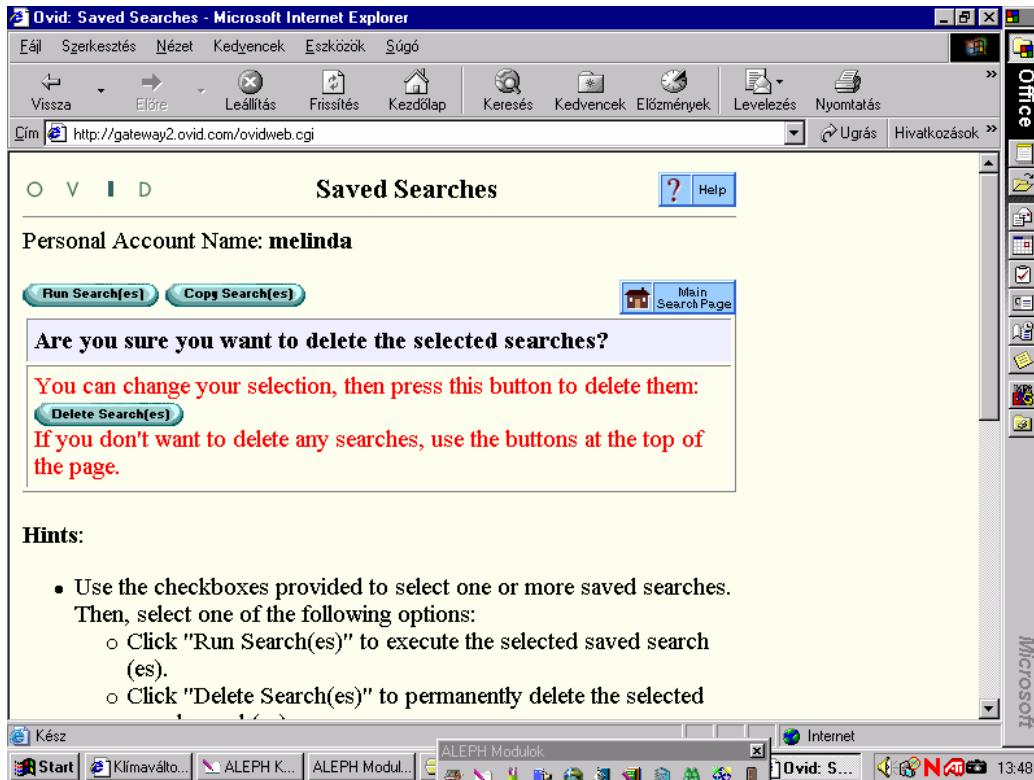 Ovid: Saved Searches - Microsoft Internet Explorer
Fájl Szerkesztés Nézet Kedvencek Eszközök Súgó
Vissza Előre Leállítás Frissítés Kezdőlap Keresés Kedvencek Előzmények Levelezés Nyomtatás »
Cím http://gateway2.ovid.com/ovidweb.cgi Ugrás Hivatkozások »
O V I D Saved Searches ? Help
Personal Account Name: melinda
Run Search(es) Copy Search(es) Main Search Page
Are you sure you want to delete the selected searches?
You can change your selection, then press this button to delete them:
Delete Search(es)
If you don't want to delete any searches, use the buttons at the top of
the page.
Hints:
• Use the checkboxes provided to select one or more saved searches.
Then, select one of the following options:
o Click "Run Search(es)" to execute the selected saved search
(es).
o Click "Delete Search(es)" to permanently delete the selected
Kész Internet
ALEPH Modulok
Start Klímaválto... ALEPH K... ALEPH Modul... Ovid: S... 13:48
Office
Microsoft